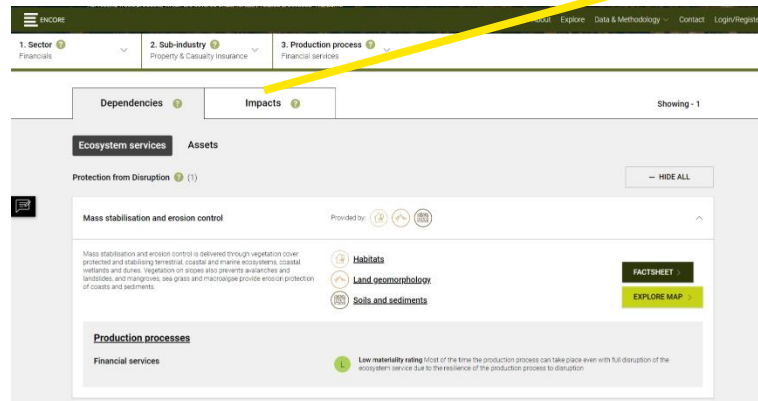 ENCORE
About Explore Data & Methodology Contact Login/Registe
1. Sector ?
Financials
2. Sub-industry ?
Property & Casualty Insurance
3. Production process ?
Financial services
Dependencies ?
Impacts ?
Showing - 1
Ecosystem services Assets
Protection from Disruption ? (1)
— HIDE ALL
Mass stabilisation and erosion control
Provided by:
Mass stabilisation and erosion control is delivered through vegetation cover
protected and stabilising terrestrial, coastal and marine ecosystems, coastal
wetlands and dunes. Vegetation on slopes also prevents avalanches and
landslides, and mangroves, sea grass and macroalgae provide erosion protection
of coasts and sediments.
Habitats
Land geomorphology
Soils and sediments
FACTSHEET >
EXPLORE MAP >
Production processes
Financial services
L
Low materiality rating Most of the time the production process can take place even with full disruption of the
ecosystem service due to the resilience of the production process to disruption